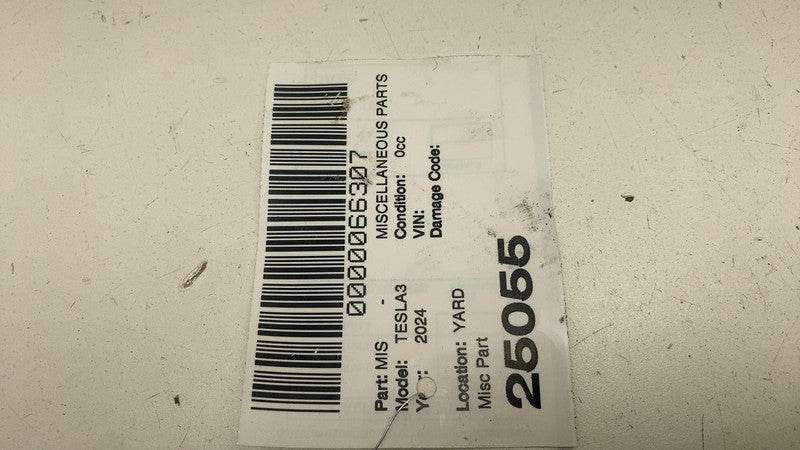 0000066307
Part: MIS - MISCELLANEOUS PARTS
Model: TESLA3 Condition: 0cc
2024 VIN:
Damage Code:
Location: YARD
Misc Part
25055